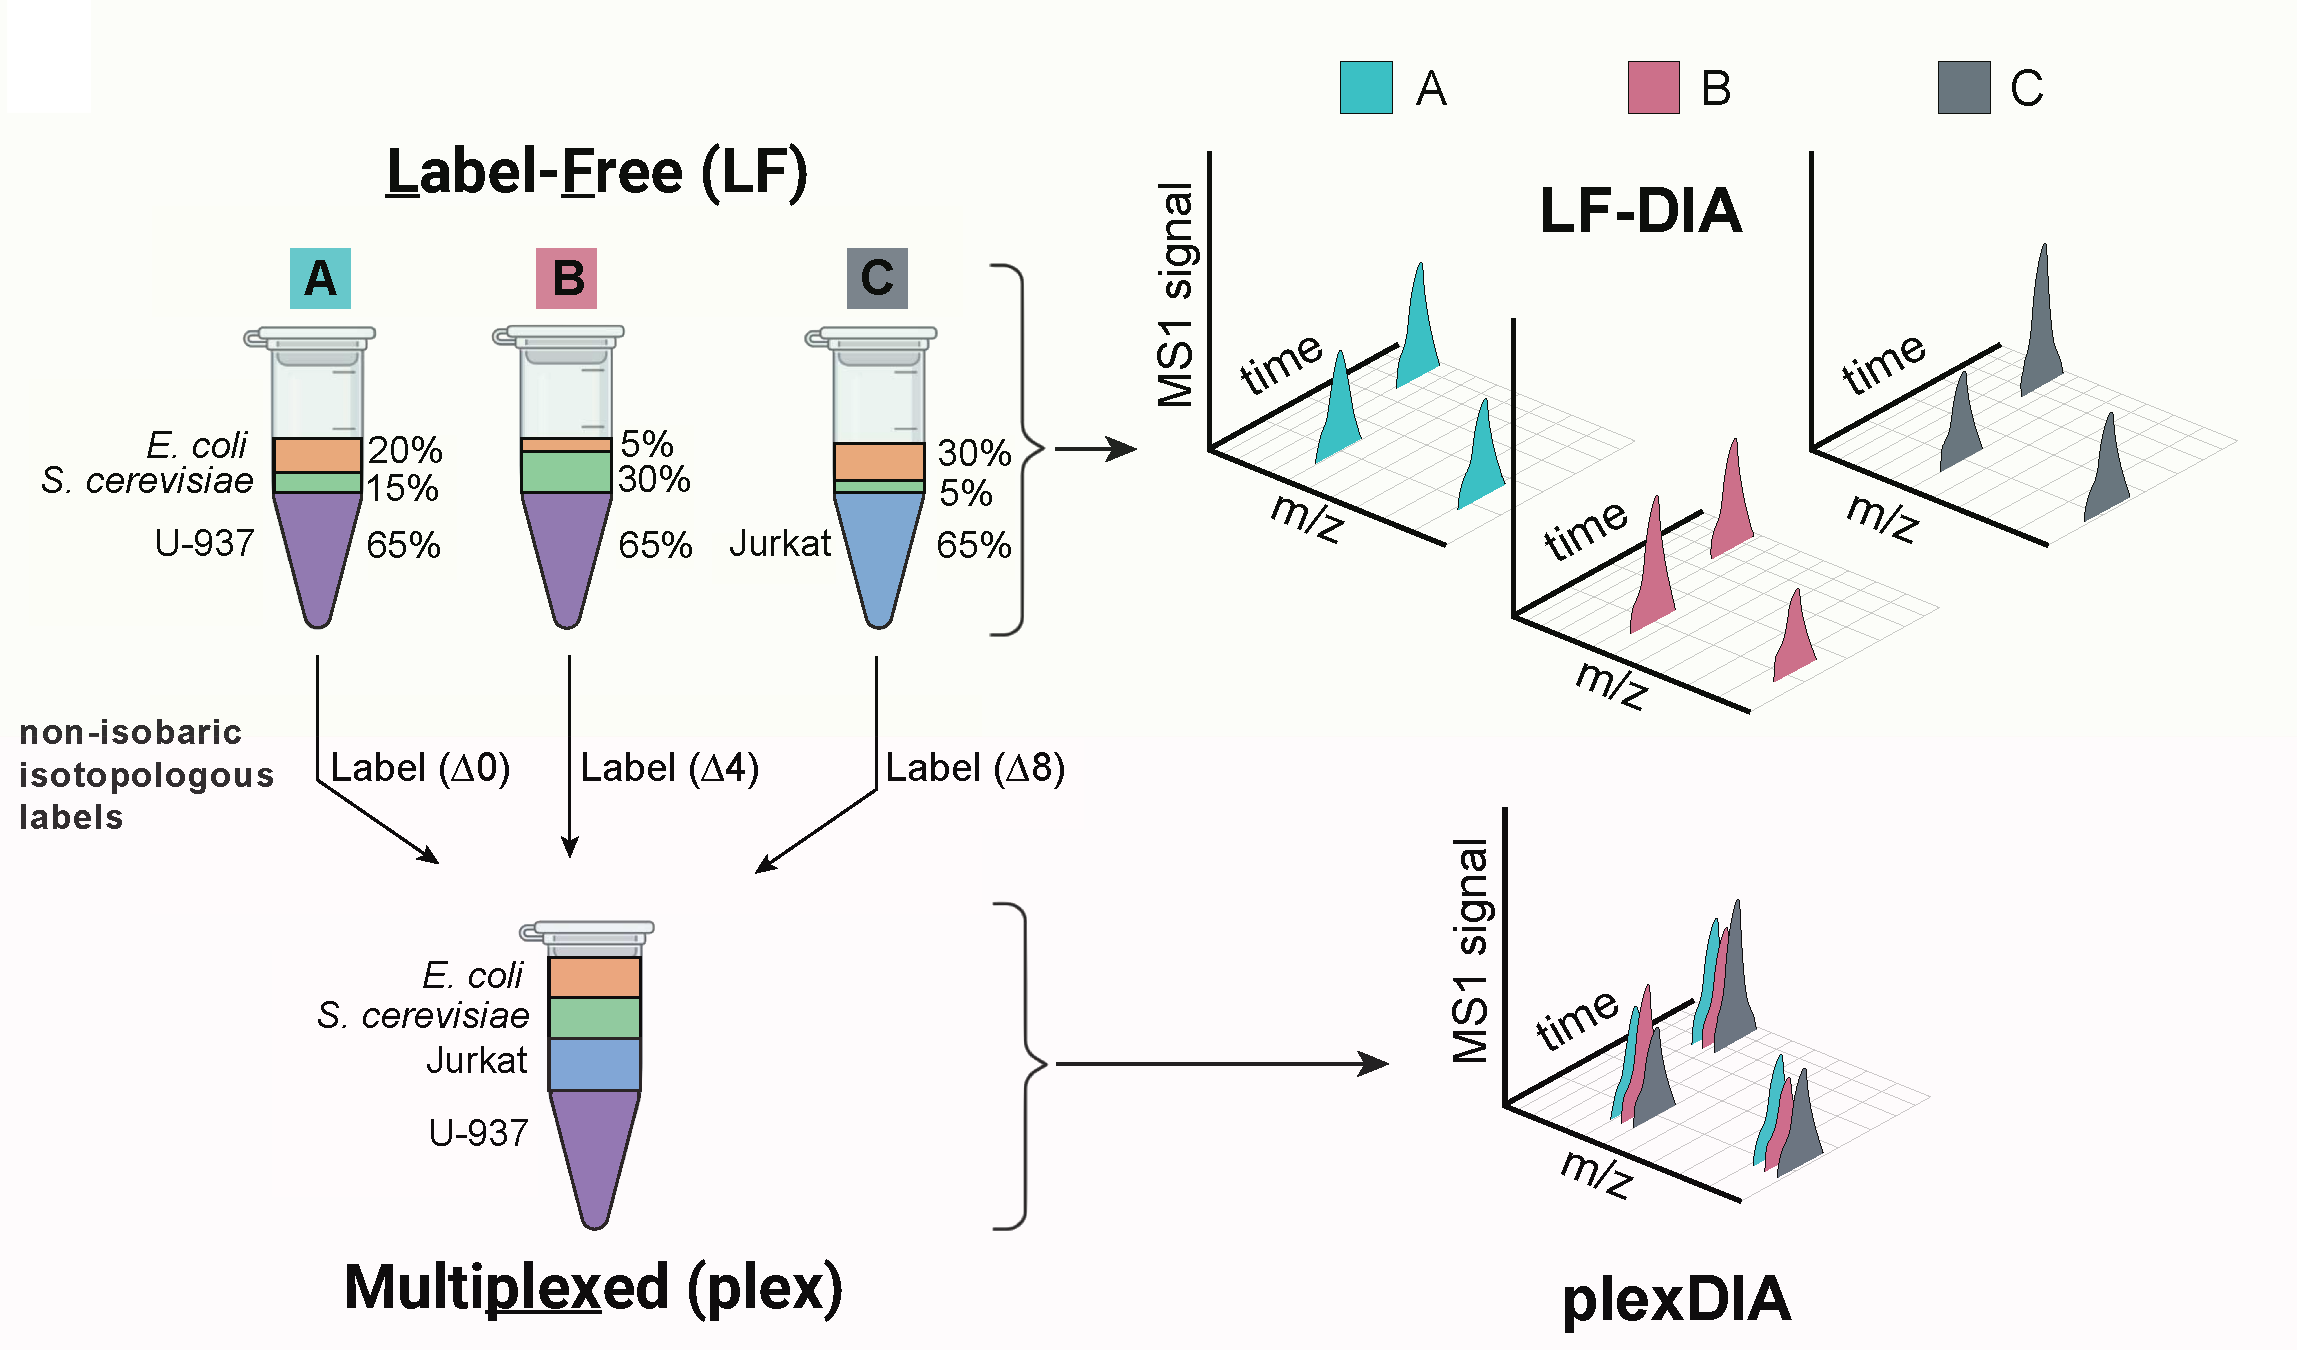 A
B
C
Label-Free (LF)
A
B
C
E. coli
20%
S. cerevisiae
15%
U-937
65%
5%
30%
65%
30%
5%
Jurkat
65%
LF-DIA
MS1 signal
time
m/z
time
m/z
time
m/z
non-isobaric
isotopologous
labels
Label (Δ0)
Label (Δ4)
Label (Δ8)
E. coli
S. cerevisiae
Jurkat
U-937
Multiplexed (plex)
MS1 signal
time
m/z
plexDIA